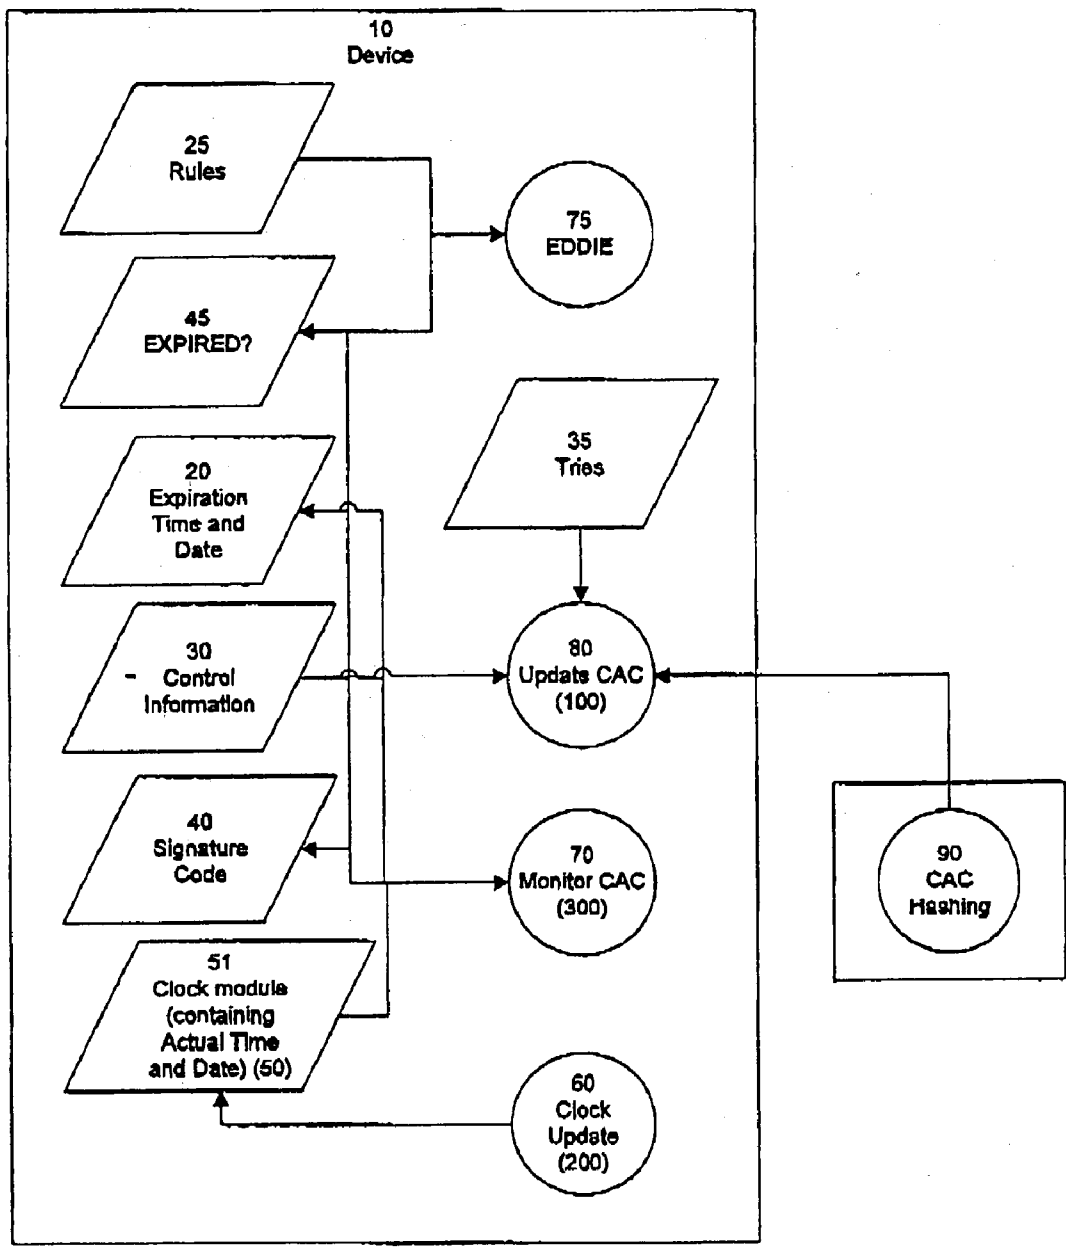 10
Device
25
Rules
75
EDDIE
45
EXPIRED?
35
Tries
20
Expiration
Time and
Date
30
Control
Information
80
Update CAC
(100)
40
Signature
Code
70
Monitor CAC
(300)
90
CAC
Hashing
51
Clock module
(containing
Actual Time
and Date) (50)
60
Clock
Update
(200)